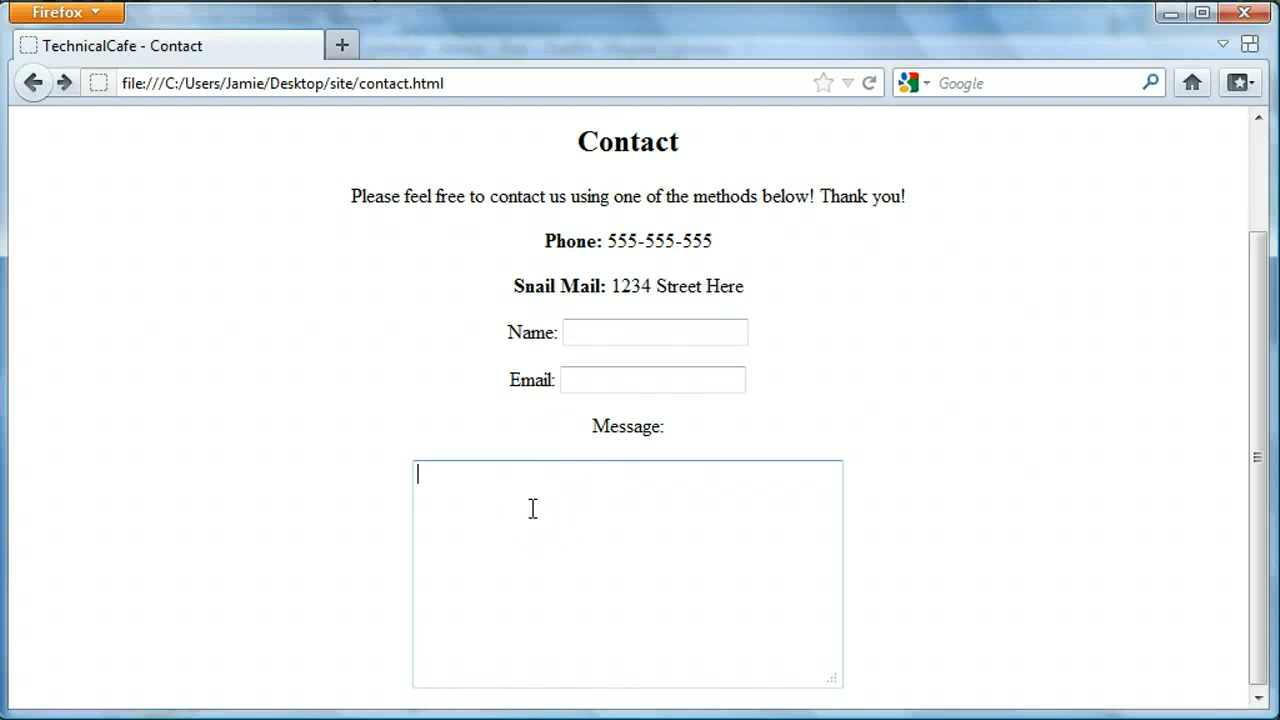 Firefox
TechnicalCafe - Contact
file:///C:/Users/Jamie/Desktop/site/contact.html
Google
Contact
Please feel free to contact us using one of the methods below! Thank you!
Phone: 555-555-555
Snail Mail: 1234 Street Here
Name:
Email:
Message: